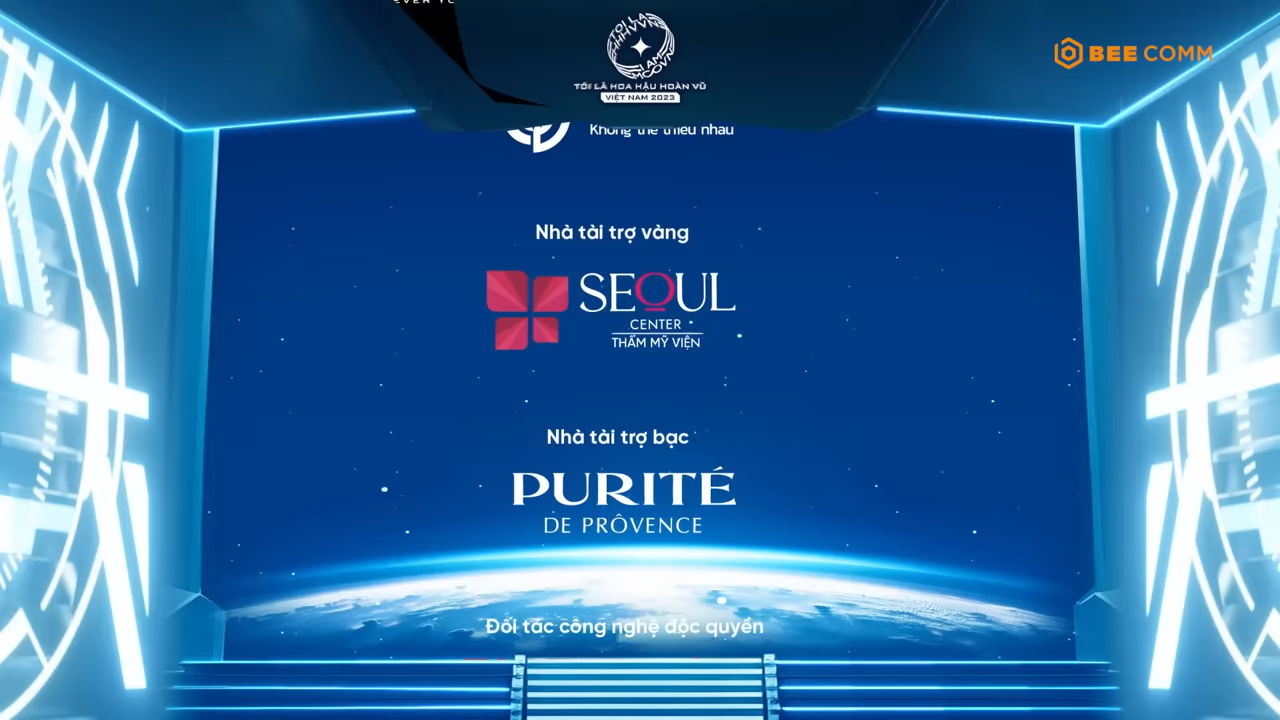 TÔI LÀ HOA HẬU HOÀN VŨ
VIỆT NAM 2023
BEE COMM
Không thể thiếu nhau
Nhà tài trợ vàng
SEOUL
CENTER
THẨM MỸ VIỆN
Nhà tài trợ bạc
PURITÉ
DE PRÔVENCE
Đối tác công nghệ độc quyền